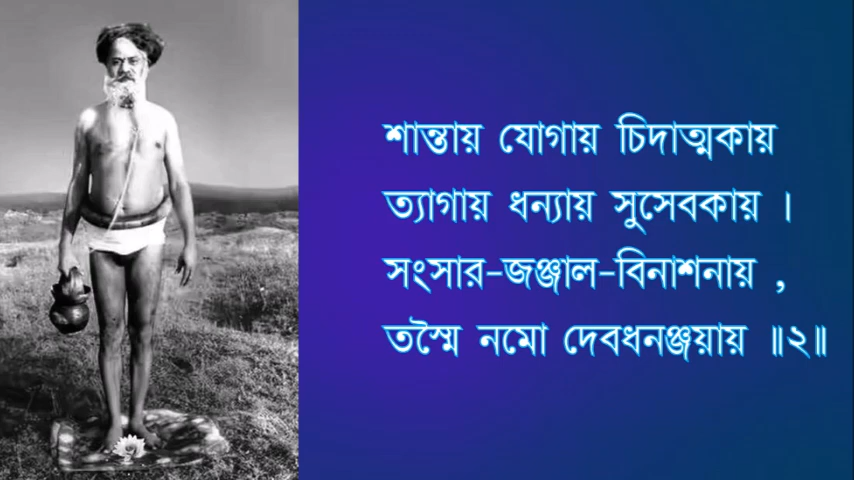 শান্তায় যোগায় চিদাত্মকায়
ত্যাগায় ধন্যায় সুসেবকায় ।
সংসার-জঞ্জাল-বিনাশনায় ,
তস্মৈ নমো দেবধনঞ্জয়ায় ॥২॥